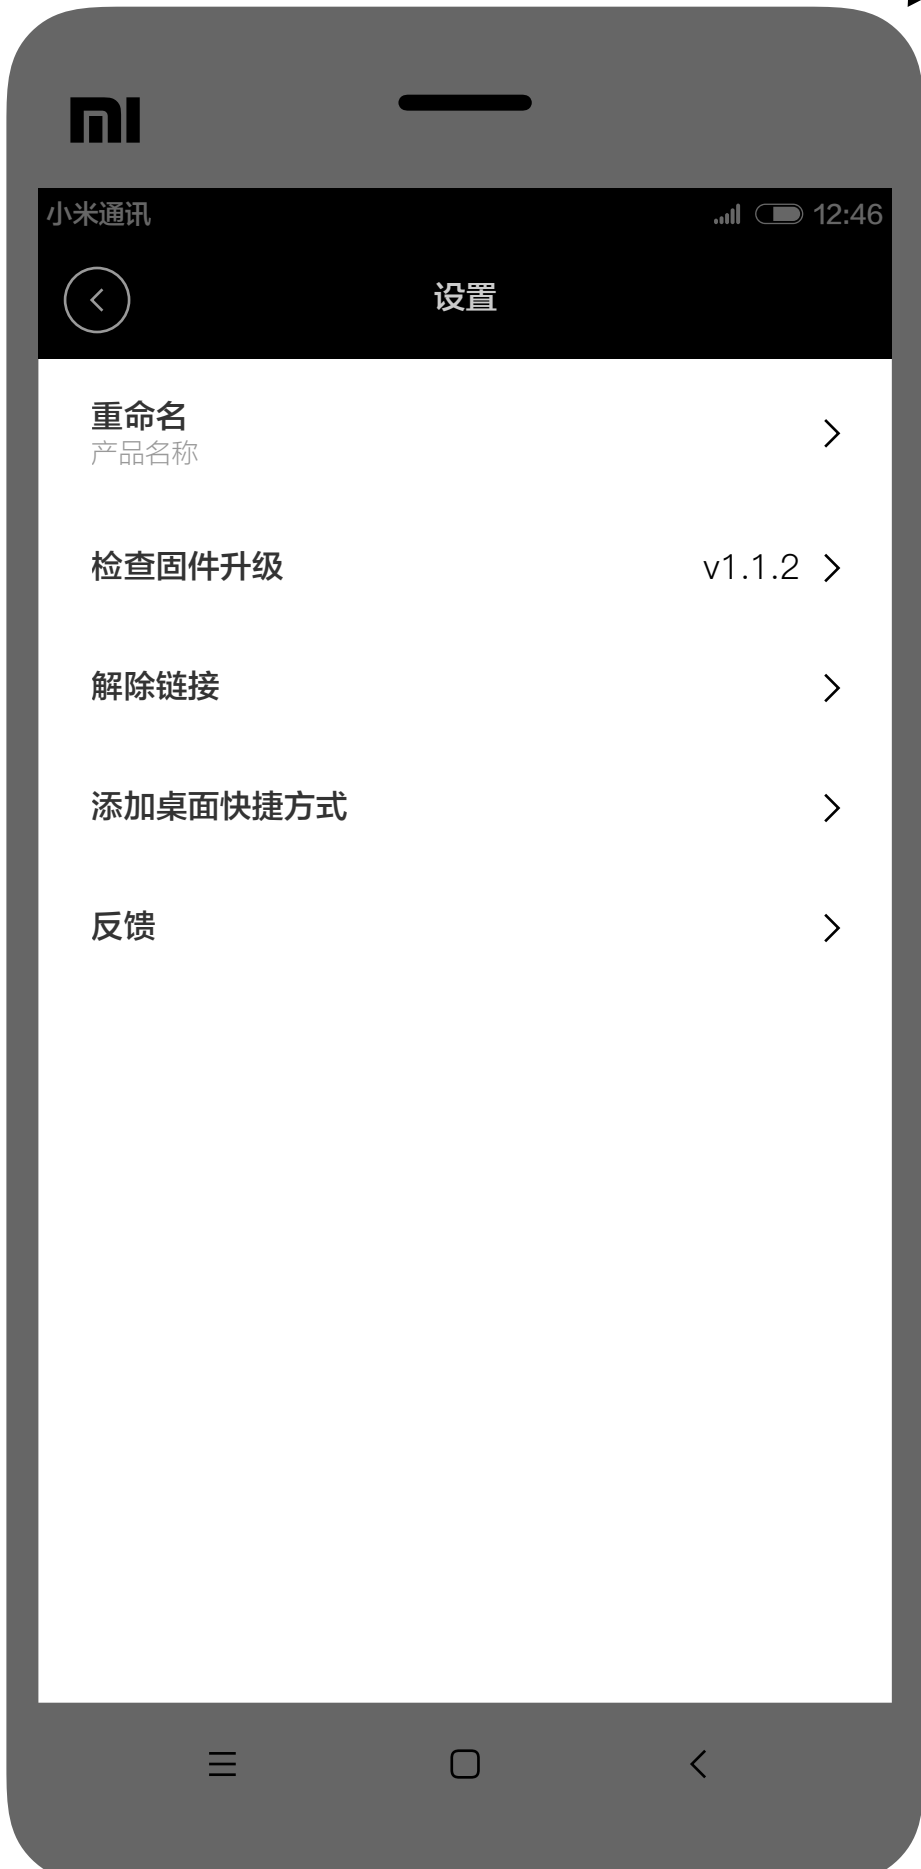 小米通讯 12:46
设置
重命名
产品名称
检查固件升级 v1.1.2
解除链接
添加桌面快捷方式
反馈